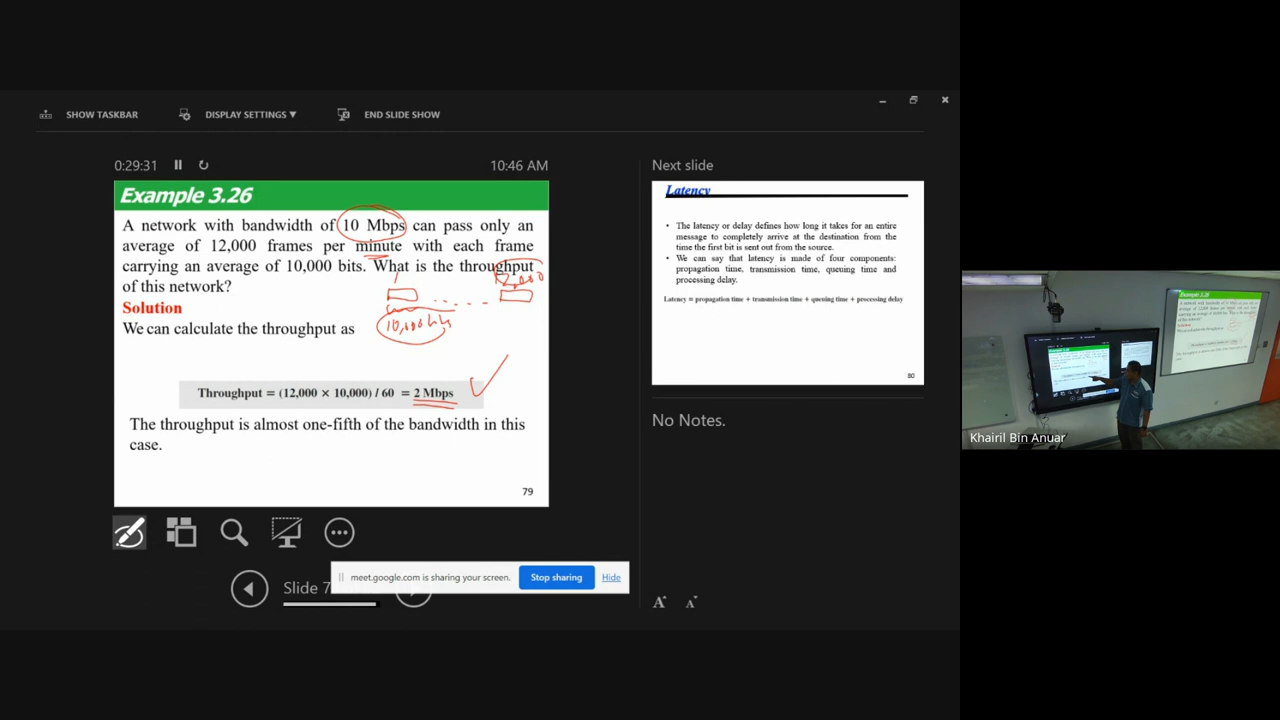 SHOW TASKBAR
DISPLAY SETTINGS ▼
END SLIDE SHOW
0:29:31
10:46 AM
Example 3.26
A network with bandwidth of 10 Mbps can pass only an
average of 12,000 frames per minute with each frame
carrying an average of 10,000 bits. What is the throughput
of this network?
1
12,000
Solution
10,000 bits
We can calculate the throughput as
Throughput = (12,000 × 10,000) / 60 = 2 Mbps
The throughput is almost one-fifth of the bandwidth in this
case.
79
Slide 7
meet.google.com is sharing your screen.
Stop sharing
Hide
Next slide
Latency
• The latency or delay defines how long it takes for an entire
message to completely arrive at the destination from the
time the first bit is sent out from the source.
• We can say that latency is made of four components:
propagation time, transmission time, queuing time and
processing delay.
Latency = propagation time + transmission time + queuing time + processing delay
80
No Notes.
A A
Khairil Bin Anuar